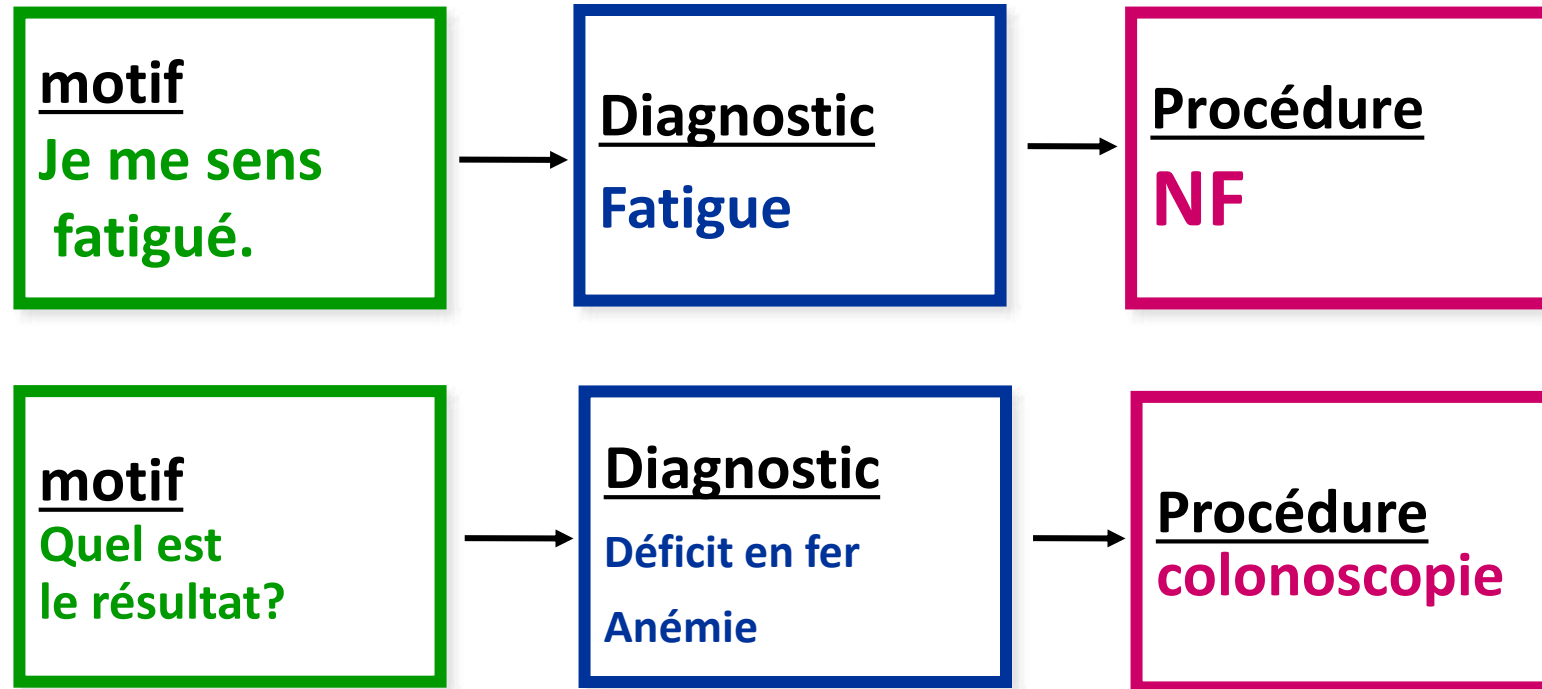 motif
Je me sens
fatigué.
Diagnostic
Fatigue
Procédure
NF
motif
Quel est
le résultat?
Diagnostic
Déficit en fer
Anémie
Procédure
colonoscopie